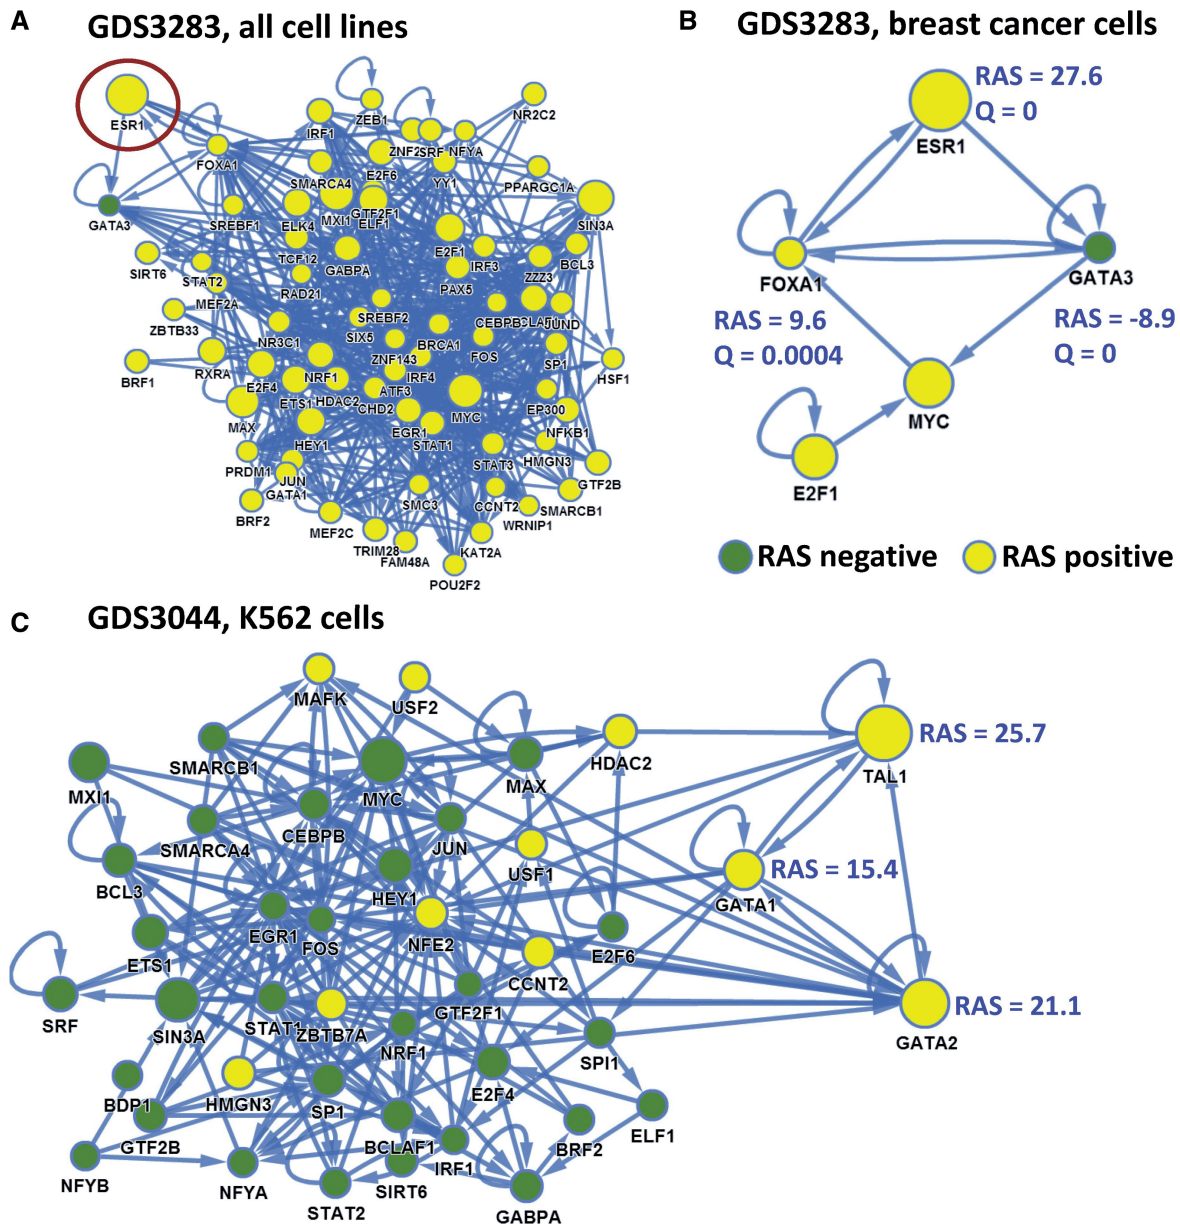 A
GDS3283, all cell lines
ESR1
ZEB1
NR2C2
IRF1
FOXA1
SRF
NFYA
SMARCA4
E2F6
YY1
PPARGC1A
GATA3
SREBF1
ELK4
MXI1
GTF2F1
ELF1
SIN3A
TCF12
E2F1
IRF3
BCL3
SIRT6
STAT2
GABPA
ZZZ3
MEF2A
RAD21
PAX5
ZBTB33
SREBF2
CEBPB
JUND
SIX5
NR3C1
BRCA1
FOS
ZNF143
SP1
BRF1
RXRA
E2F4
NRF1
IRF4
HSF1
ETS1
HDAC2
ATF3
CHD2
MYC
EP300
MAX
EGR1
NFKB1
HEY1
STAT1
PRDM1
STAT3
HMGN3
JUN
GATA1
GTF2B
BRF2
SMC3
CCNT2
SMARCB1
WRNIP1
MEF2C
TRIM28
FAM48A
KAT2A
POU2F2
B
GDS3283, breast cancer cells
RAS = 27.6
Q = 0
ESR1
FOXA1
GATA3
RAS = 9.6
Q = 0.0004
RAS = -8.9
Q = 0
MYC
E2F1
RAS negative
RAS positive
C
GDS3044, K562 cells
MAFK
USF2
SMARCB1
HDAC2
TAL1
RAS = 25.7
MXI1
MYC
MAX
SMARCA4
CEBPB
JUN
USF1
BCL3
HEY1
GATA1
RAS = 15.4
EGR1
FOS
NFE2
E2F6
ETS1
CCNT2
SRF
SIN3A
STAT1
ZBTB7A
GTF2F1
GATA2
RAS = 21.1
NRF1
SPI1
BDP1
HMGN3
SP1
E2F4
GTF2B
BCLAF1
BRF2
ELF1
NFYB
NFYA
SIRT6
IRF1
STAT2
GABPA